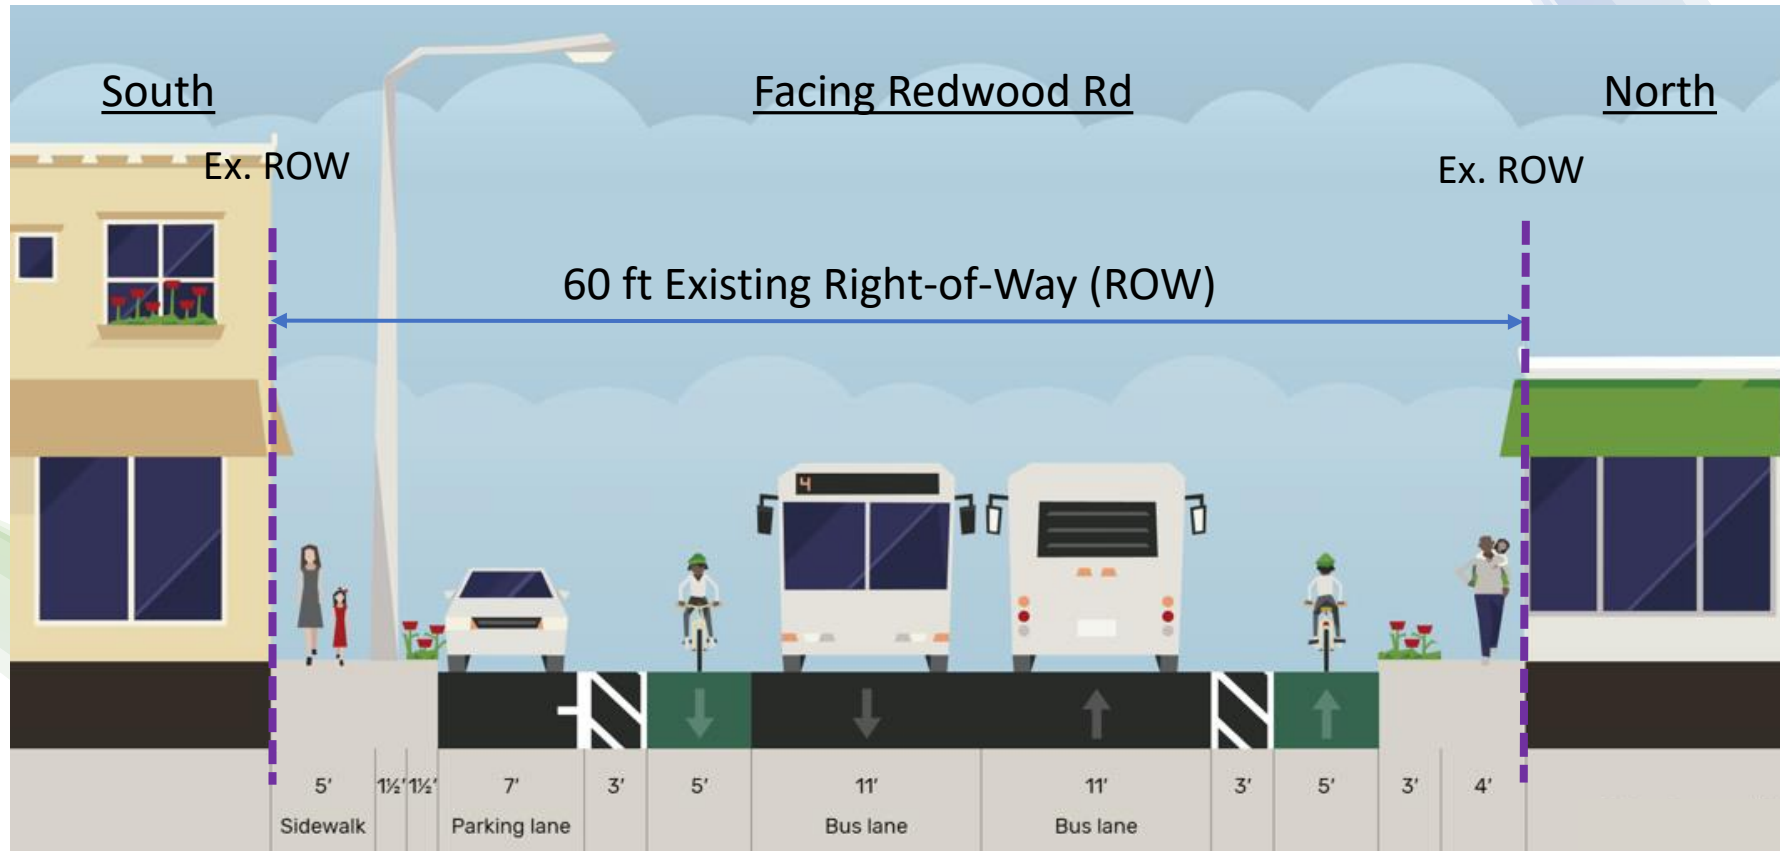 South
Facing Redwood Rd
North
Ex. ROW
Ex. ROW
60 ft Existing Right-of-Way (ROW)
4
5' 1½' 1½' 7' 3' 5' 11' 11' 3' 5' 3' 4'
Sidewalk Parking lane Bus lane Bus lane